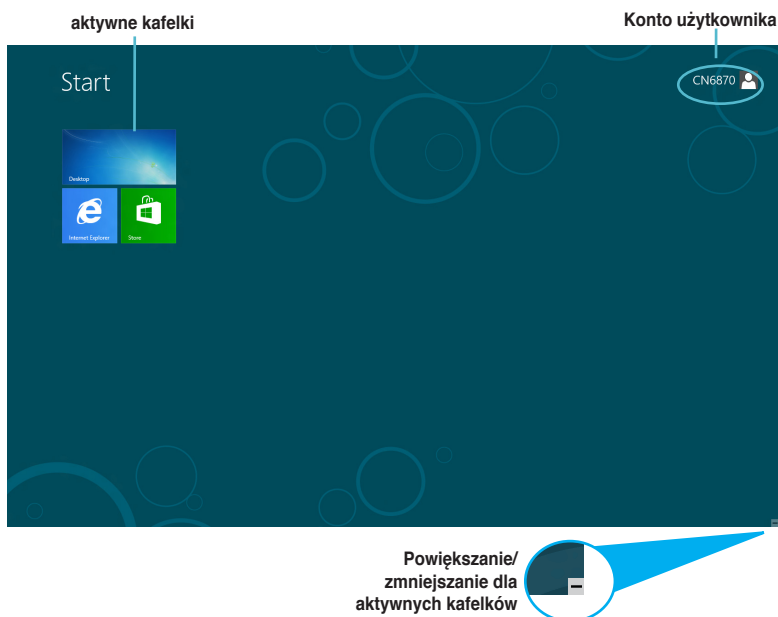 aktywne kafelki
Konto użytkownika
Start
CN6870
Desktop
Internet Explorer
Store
Powiększanie/
zmniejszanie dla
aktywnych kafelków